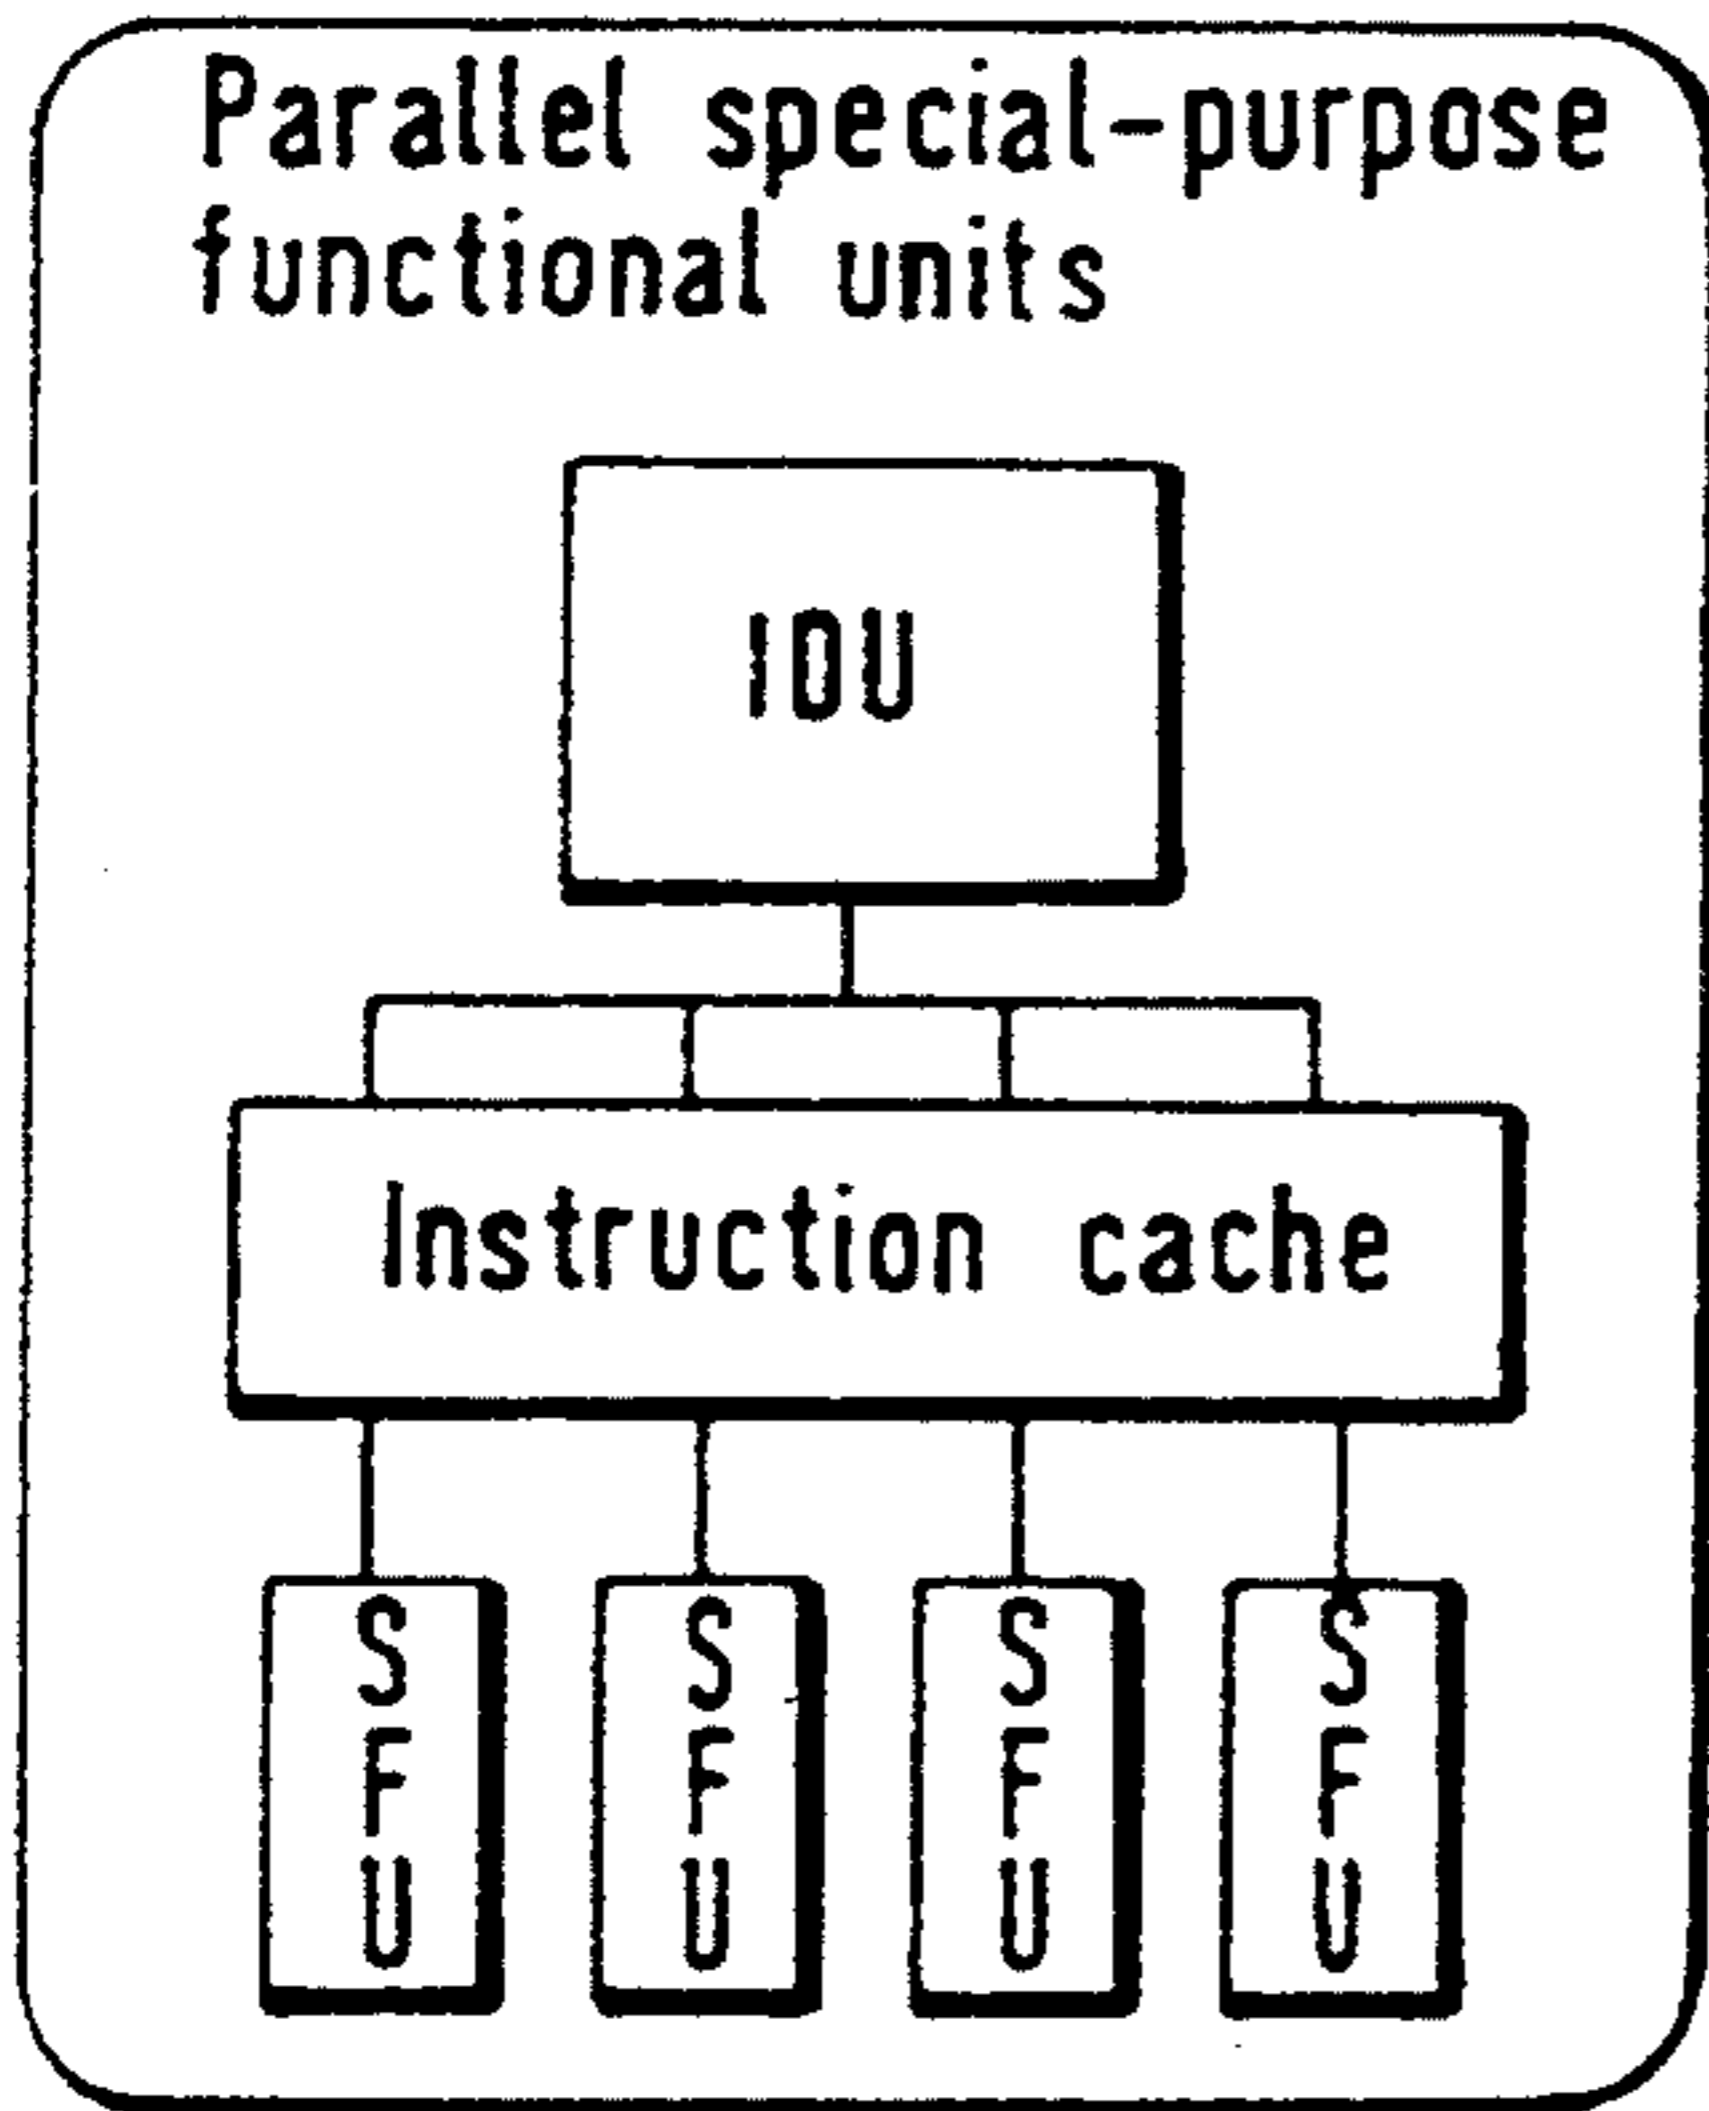 Parallel special-purpose
functional units
IOU
Instruction cache
S S S S
F F F F
U U U U